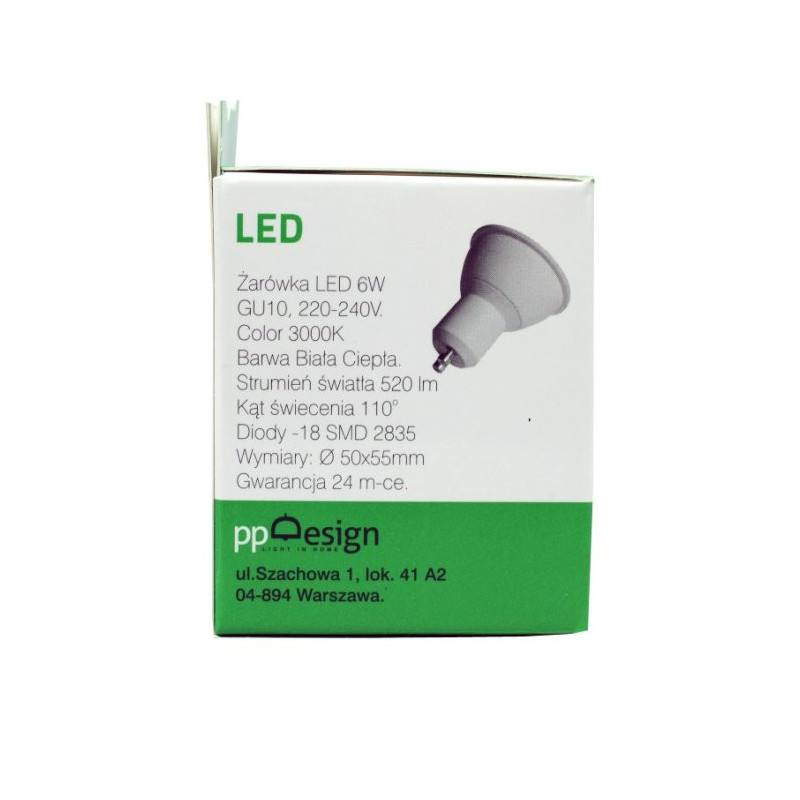 LED
Żarówka LED 6W
GU10, 220-240V.
Color 3000K
Barwa Biała Ciepła.
Strumień światła 520 lm
Kąt świecenia 110°
Diody -18 SMD 2835
Wymiary: Ø 50x55mm
Gwarancja 24 m-ce.
ppDesign
LIGHT IN HOME
ul.Szachowa 1, lok. 41 A2
04-894 Warszawa.